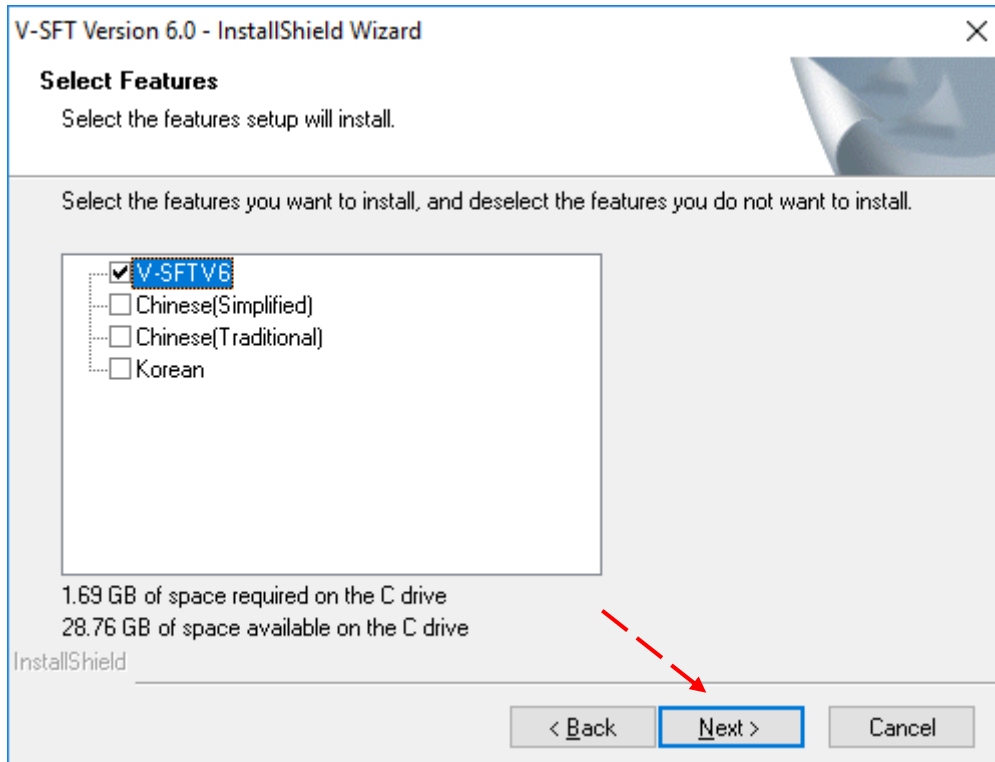 V-SFT Version 6.0 - InstallShield Wizard
Select Features
Select the features setup will install.
Select the features you want to install, and deselect the features you do not want to install.
V-SFT V6
Chinese(Simplified)
Chinese(Traditional)
Korean
1.69 GB of space required on the C drive
28.76 GB of space available on the C drive
InstallShield
< Back Next > Cancel